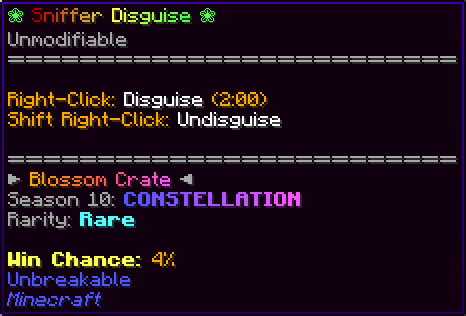 ❀ Sniffer Disguise ❀
Unmodifiable
==============================
Right-Click: Disguise (2:00)
Shift Right-Click: Undisguise
==============================
► Blossom Crate ◄
Season 10: CONSTELLATION
Rarity: Rare
Win Chance: 4%
Unbreakable
Minecraft